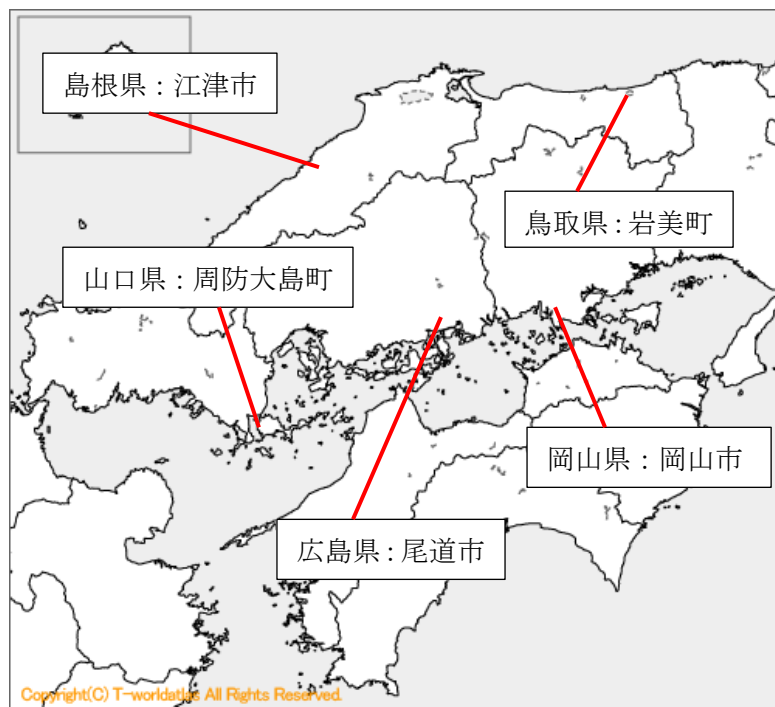 島根県：江津市
鳥取県：岩美町
山口県：周防大島町
岡山県：岡山市
広島県：尾道市
Copyright(C) T-worldatlas All Rights Reserved.